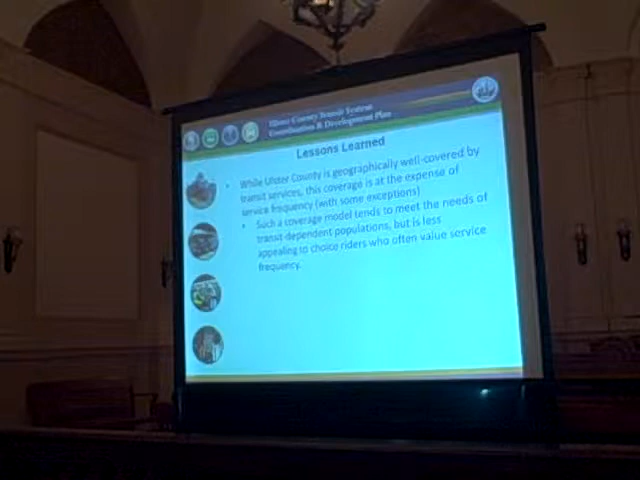 Ulster County Transit System
Coordination & Development Plan
Lessons Learned
• While Ulster County is geographically well-covered by
transit services, this coverage is at the expense of
service frequency (with some exceptions)
• Such a coverage model tends to meet the needs of
transit-dependent populations, but is less
appealing to choice riders who often value service
frequency.